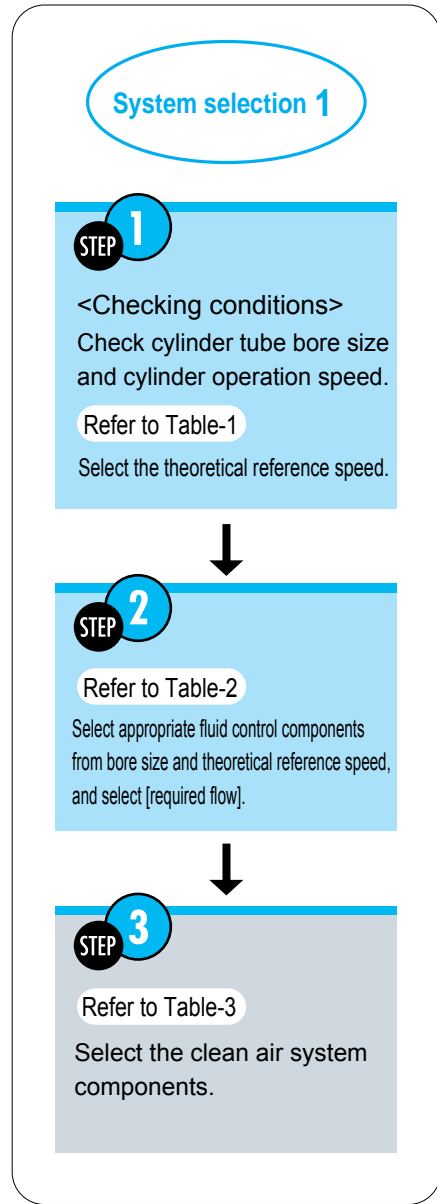 System selection 1
STEP 1
<Checking conditions>
Check cylinder tube bore size
and cylinder operation speed.
Refer to Table-1
Select the theoretical reference speed.
STEP 2
Refer to Table-2
Select appropriate fluid control components
from bore size and theoretical reference speed,
and select [required flow].
STEP 3
Refer to Table-3
Select the clean air system
components.